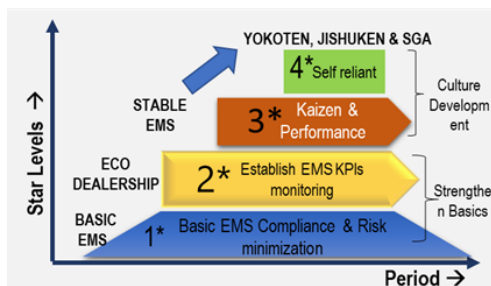 YOKOTEN, JISHUKEN & SGA
4* Self reliant
Culture
Developm
ent
STABLE
EMS
3* Kaizen &
Performance
ECO
DEALERSHIP
2* Establish EMS KPIs
monitoring
Strengthe
n Basics
BASIC
EMS
1* Basic EMS Compliance & Risk
minimization
Star Levels →
Period →